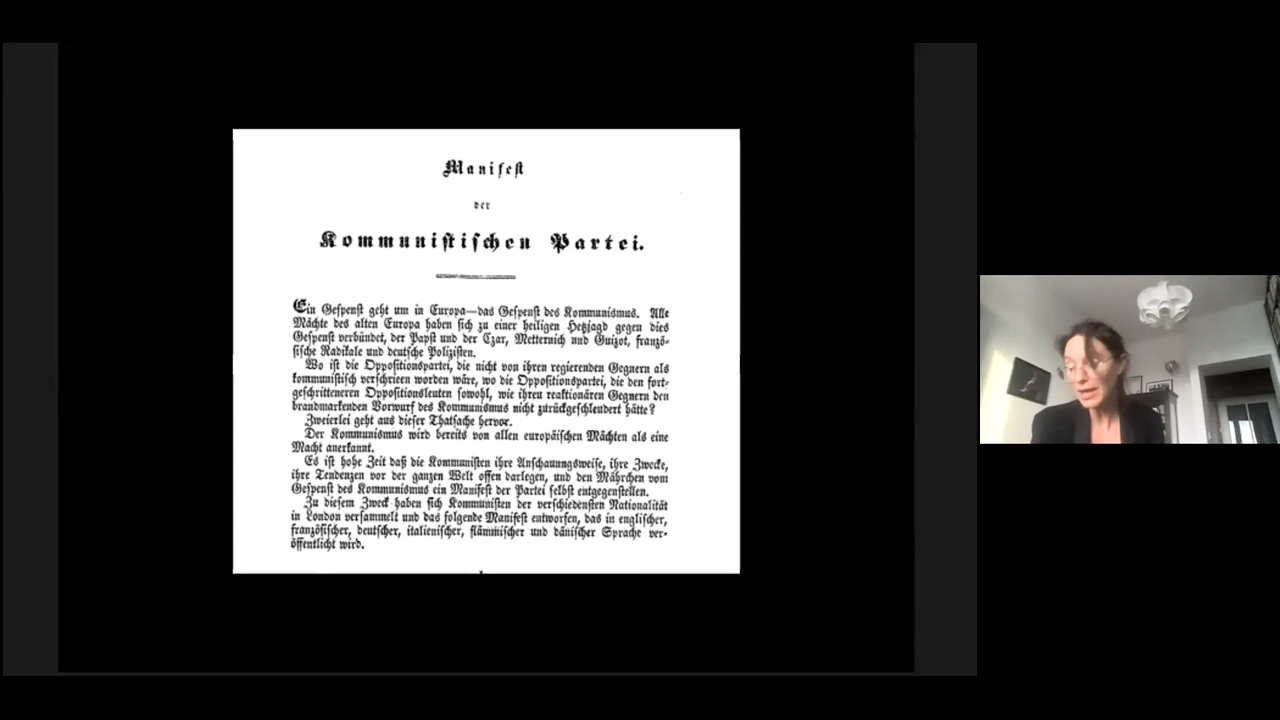 Manifest
der
Kommunistischen Partei.
Ein Gespenst geht um in Europa—das Gespenst des Kommunismus. Alle
Mächte des alten Europa haben sich zu einer heiligen Hetzjagd gegen dies
Gespenst verbündet, der Papst und der Czar, Metternich und Guizot, franzö-
sische Radikale und deutsche Polizisten.
Wo ist die Oppositionspartei, die nicht von ihren regierenden Gegnern als
kommunistisch verschrieen worden wäre, wo die Oppositionspartei, die den fort-
geschritteneren Oppositionsleuten sowohl, wie ihren reaktionären Gegnern den
brandmarkenden Vorwurf des Kommunismus nicht zurückgeschleudert hätte?
Zweierlei geht aus dieser Thatsache hervor.
Der Kommunismus wird bereits von allen europäischen Mächten als eine
Macht anerkannt.
Es ist hohe Zeit daß die Kommunisten ihre Anschauungsweise, ihre Zwecke,
ihre Tendenzen vor der ganzen Welt offen darlegen, und den Mährchen vom
Gespenst des Kommunismus ein Manifest der Partei selbst entgegenstellen.
Zu diesem Zweck haben sich Kommunisten der verschiedensten Nationalität
in London versammelt und das folgende Manifest entworfen, das in englischer,
französischer, deutscher, italienischer, flämmischer und dänischer Sprache ver-
öffentlicht wird.